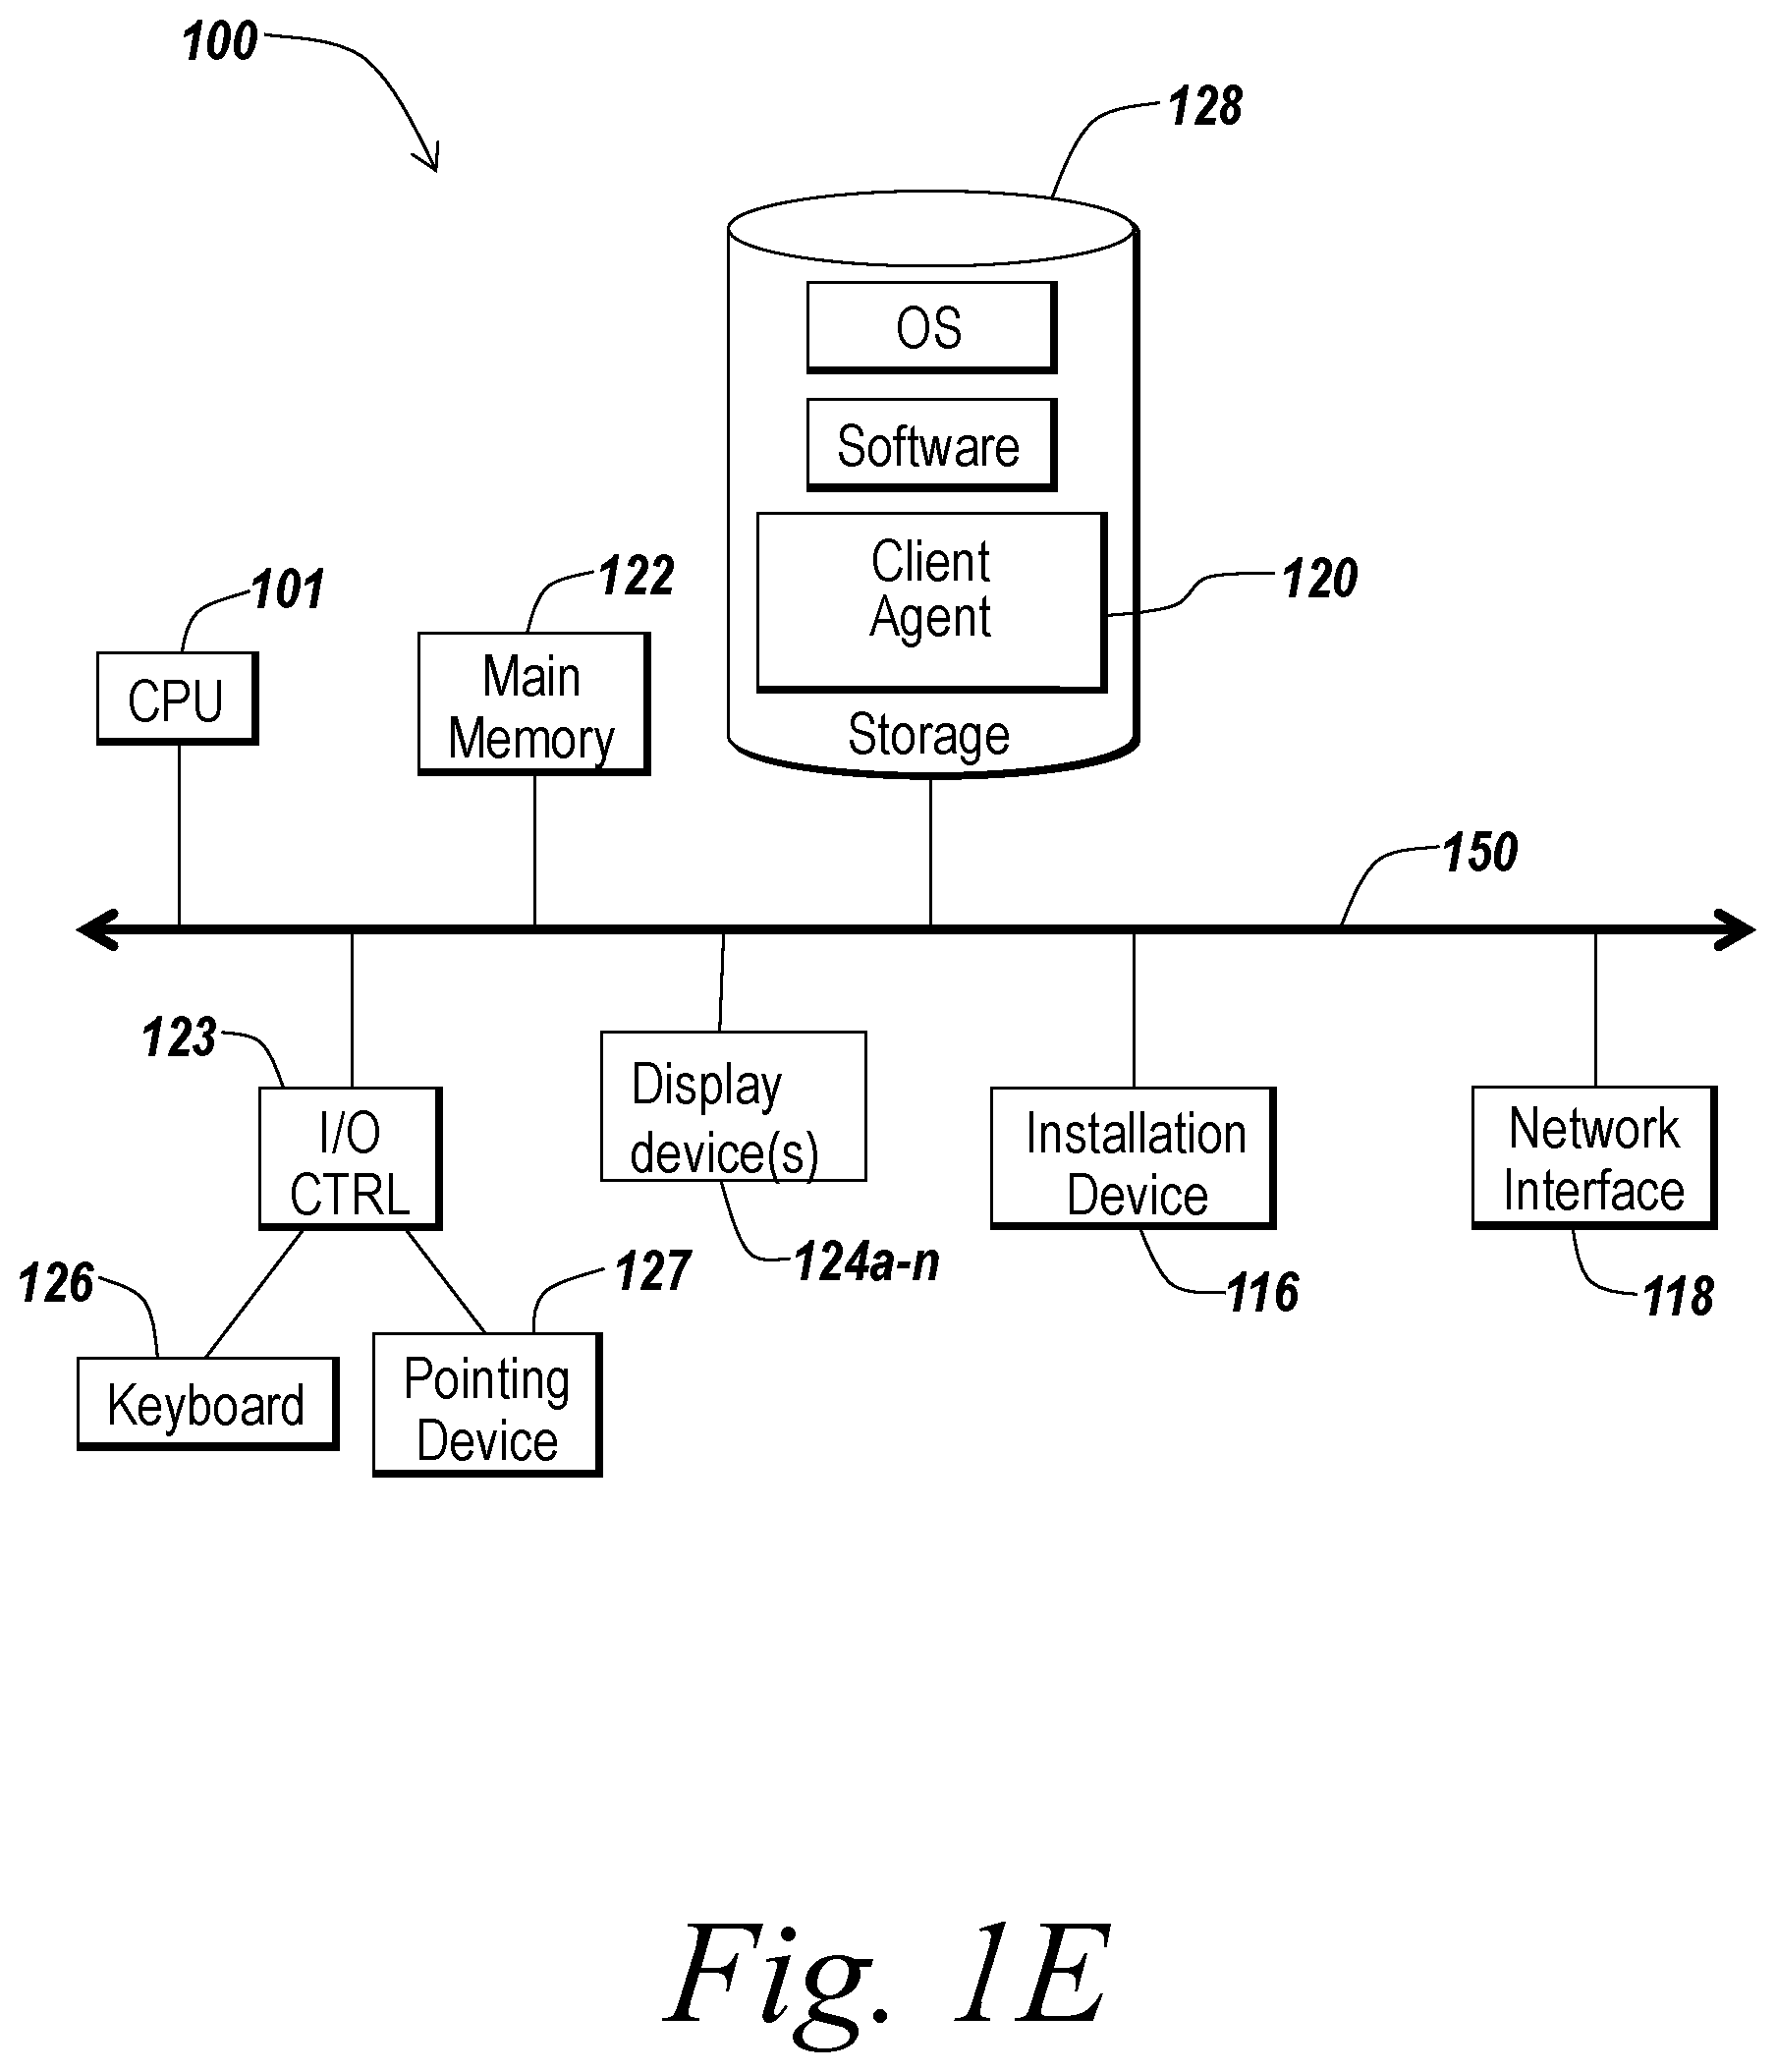 100
128
OS
Software
Client
Agent
120
Storage
101
CPU
122
Main
Memory
150
123
I/O
CTRL
Display
device(s)
124a-n
Installation
Device
116
Network
Interface
118
126
Keyboard
127
Pointing
Device
Fig. 1E